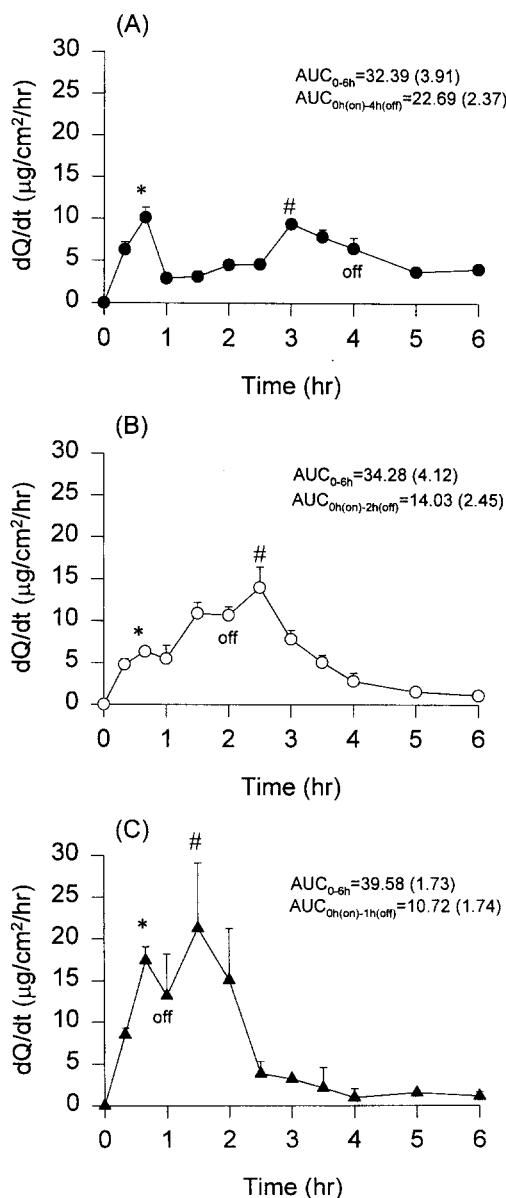 (A)
30
25
20
15
10
5
0
dQ/dt (µg/cm²/hr)
AUC0-6h=32.39 (3.91)
AUC0h(on)-4h(off)=22.69 (2.37)
*
#
off
0 1 2 3 4 5 6
Time (hr)
(B)
30
25
20
15
10
5
0
dQ/dt (µg/cm²/hr)
AUC0-6h=34.28 (4.12)
AUC0h(on)-2h(off)=14.03 (2.45)
*
#
off
0 1 2 3 4 5 6
Time (hr)
(C)
30
25
20
15
10
5
0
dQ/dt (µg/cm²/hr)
AUC0-6h=39.58 (1.73)
AUC0h(on)-1h(off)=10.72 (1.74)
*
#
off
0 1 2 3 4 5 6
Time (hr)